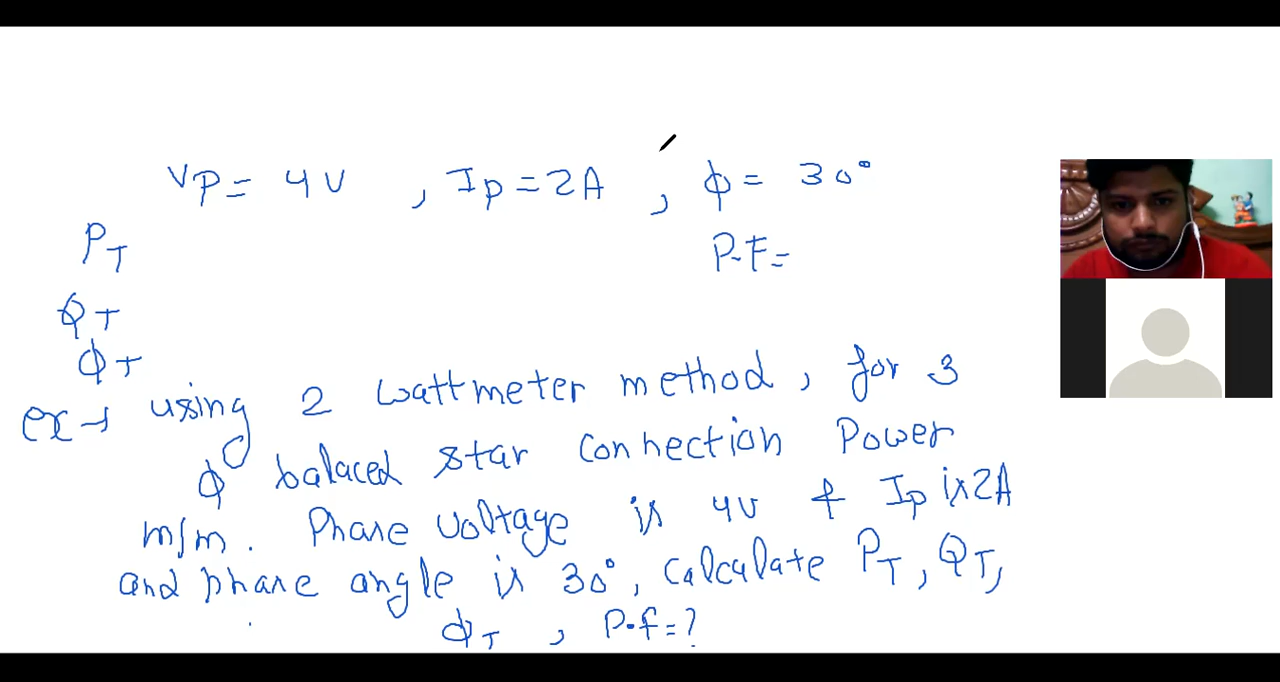 VP = 4V , Ip = 2A , φ = 30°
P.F =
PT
QT
φT
ex→ using 2 wattmeter method, for 3
φ balaced star connection Power
m/m. Phase voltage is 4V & Ip is 2A
and phase angle is 30°, calculate PT, QT,
φT , P.f = ?